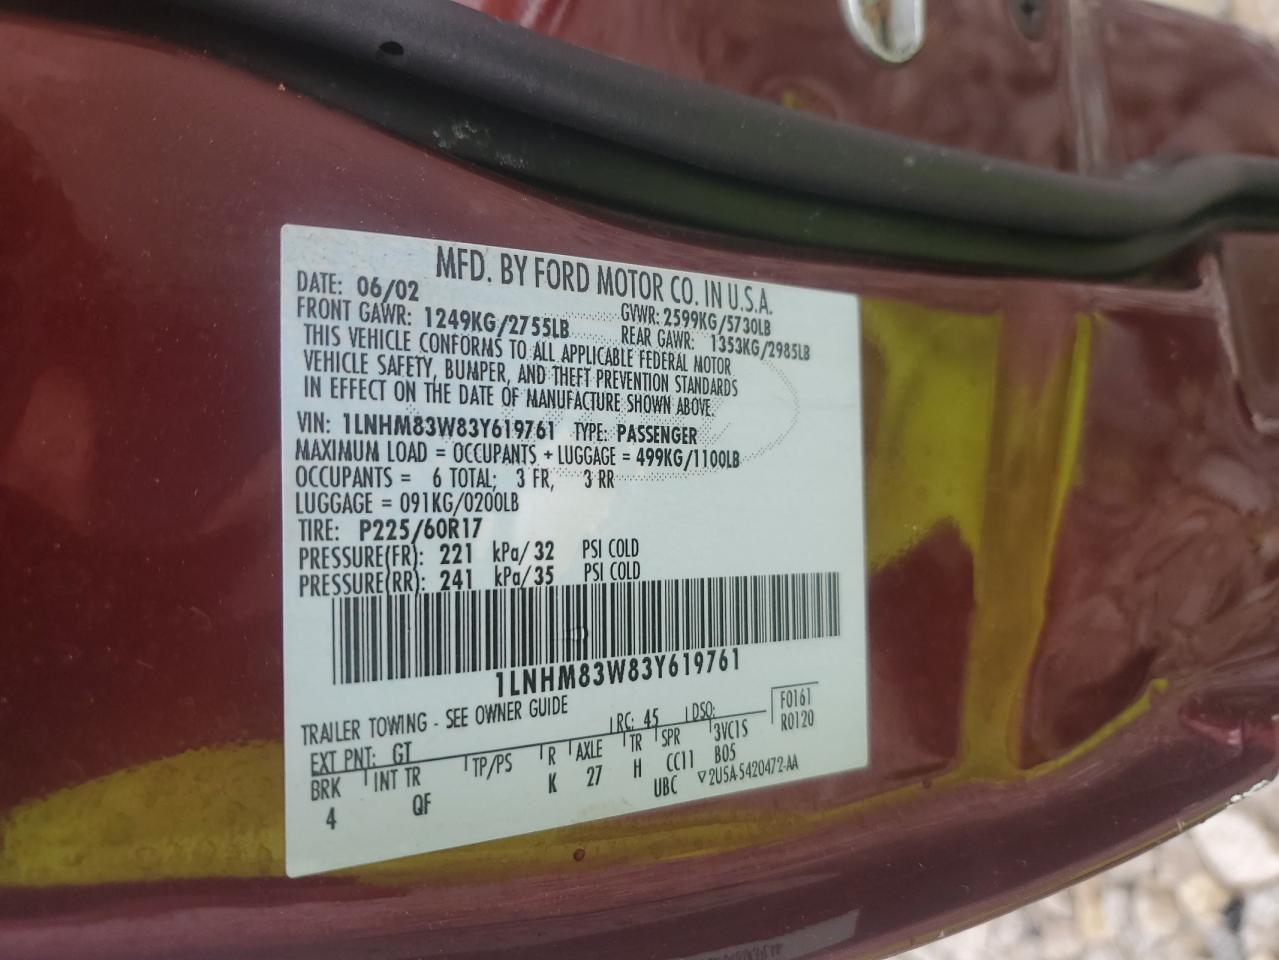 MFD. BY FORD MOTOR CO. IN U.S.A.
DATE: 06/02 GVWR: 2599KG/5730LB
FRONT GAWR: 1249KG/2755LB REAR GAWR: 1353KG/2985LB
THIS VEHICLE CONFORMS TO ALL APPLICABLE FEDERAL MOTOR
VEHICLE SAFETY, BUMPER, AND THEFT PREVENTION STANDARDS
IN EFFECT ON THE DATE OF MANUFACTURE SHOWN ABOVE.
VIN: 1LNHM83W83Y619761 TYPE: PASSENGER
MAXIMUM LOAD = OCCUPANTS + LUGGAGE = 499KG/1100LB
OCCUPANTS = 6 TOTAL; 3 FR, 3 RR
LUGGAGE = 091KG/0200LB
TIRE: P225/60R17
PRESSURE(FR): 221 kPa/32 PSI COLD
PRESSURE(RR): 241 kPa/35 PSI COLD
1LNHM83W83Y619761
TRAILER TOWING - SEE OWNER GUIDE
F0161
R0120
EXT PNT: GT RC: 45 DSO:
BRK INT TR TP/PS R AXLE TR SPR 3VC1S
4 QF K 27 H CC11 B05
UBC ▽2U5A-5420472-AA